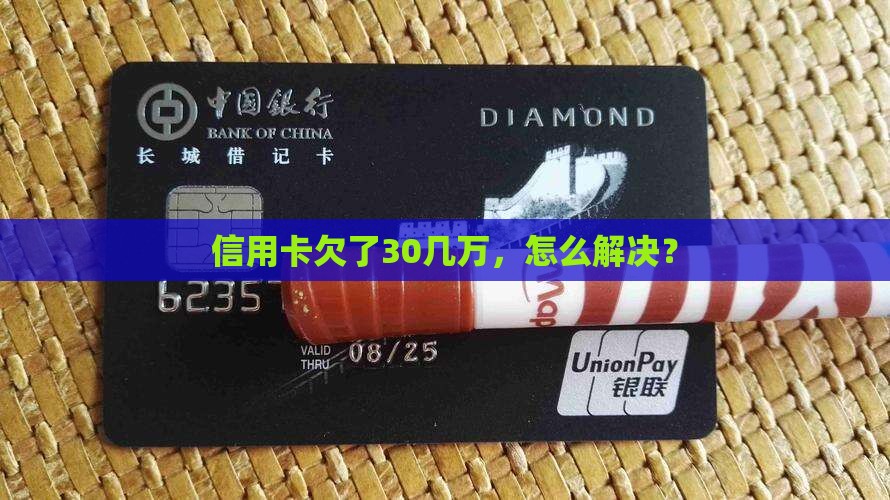 中国银行
BANK OF CHINA
DIAMOND
长城借记卡
信用卡欠了30几万，怎么解决？
6235
VALID
THRU
08/25
UnionPay
银联